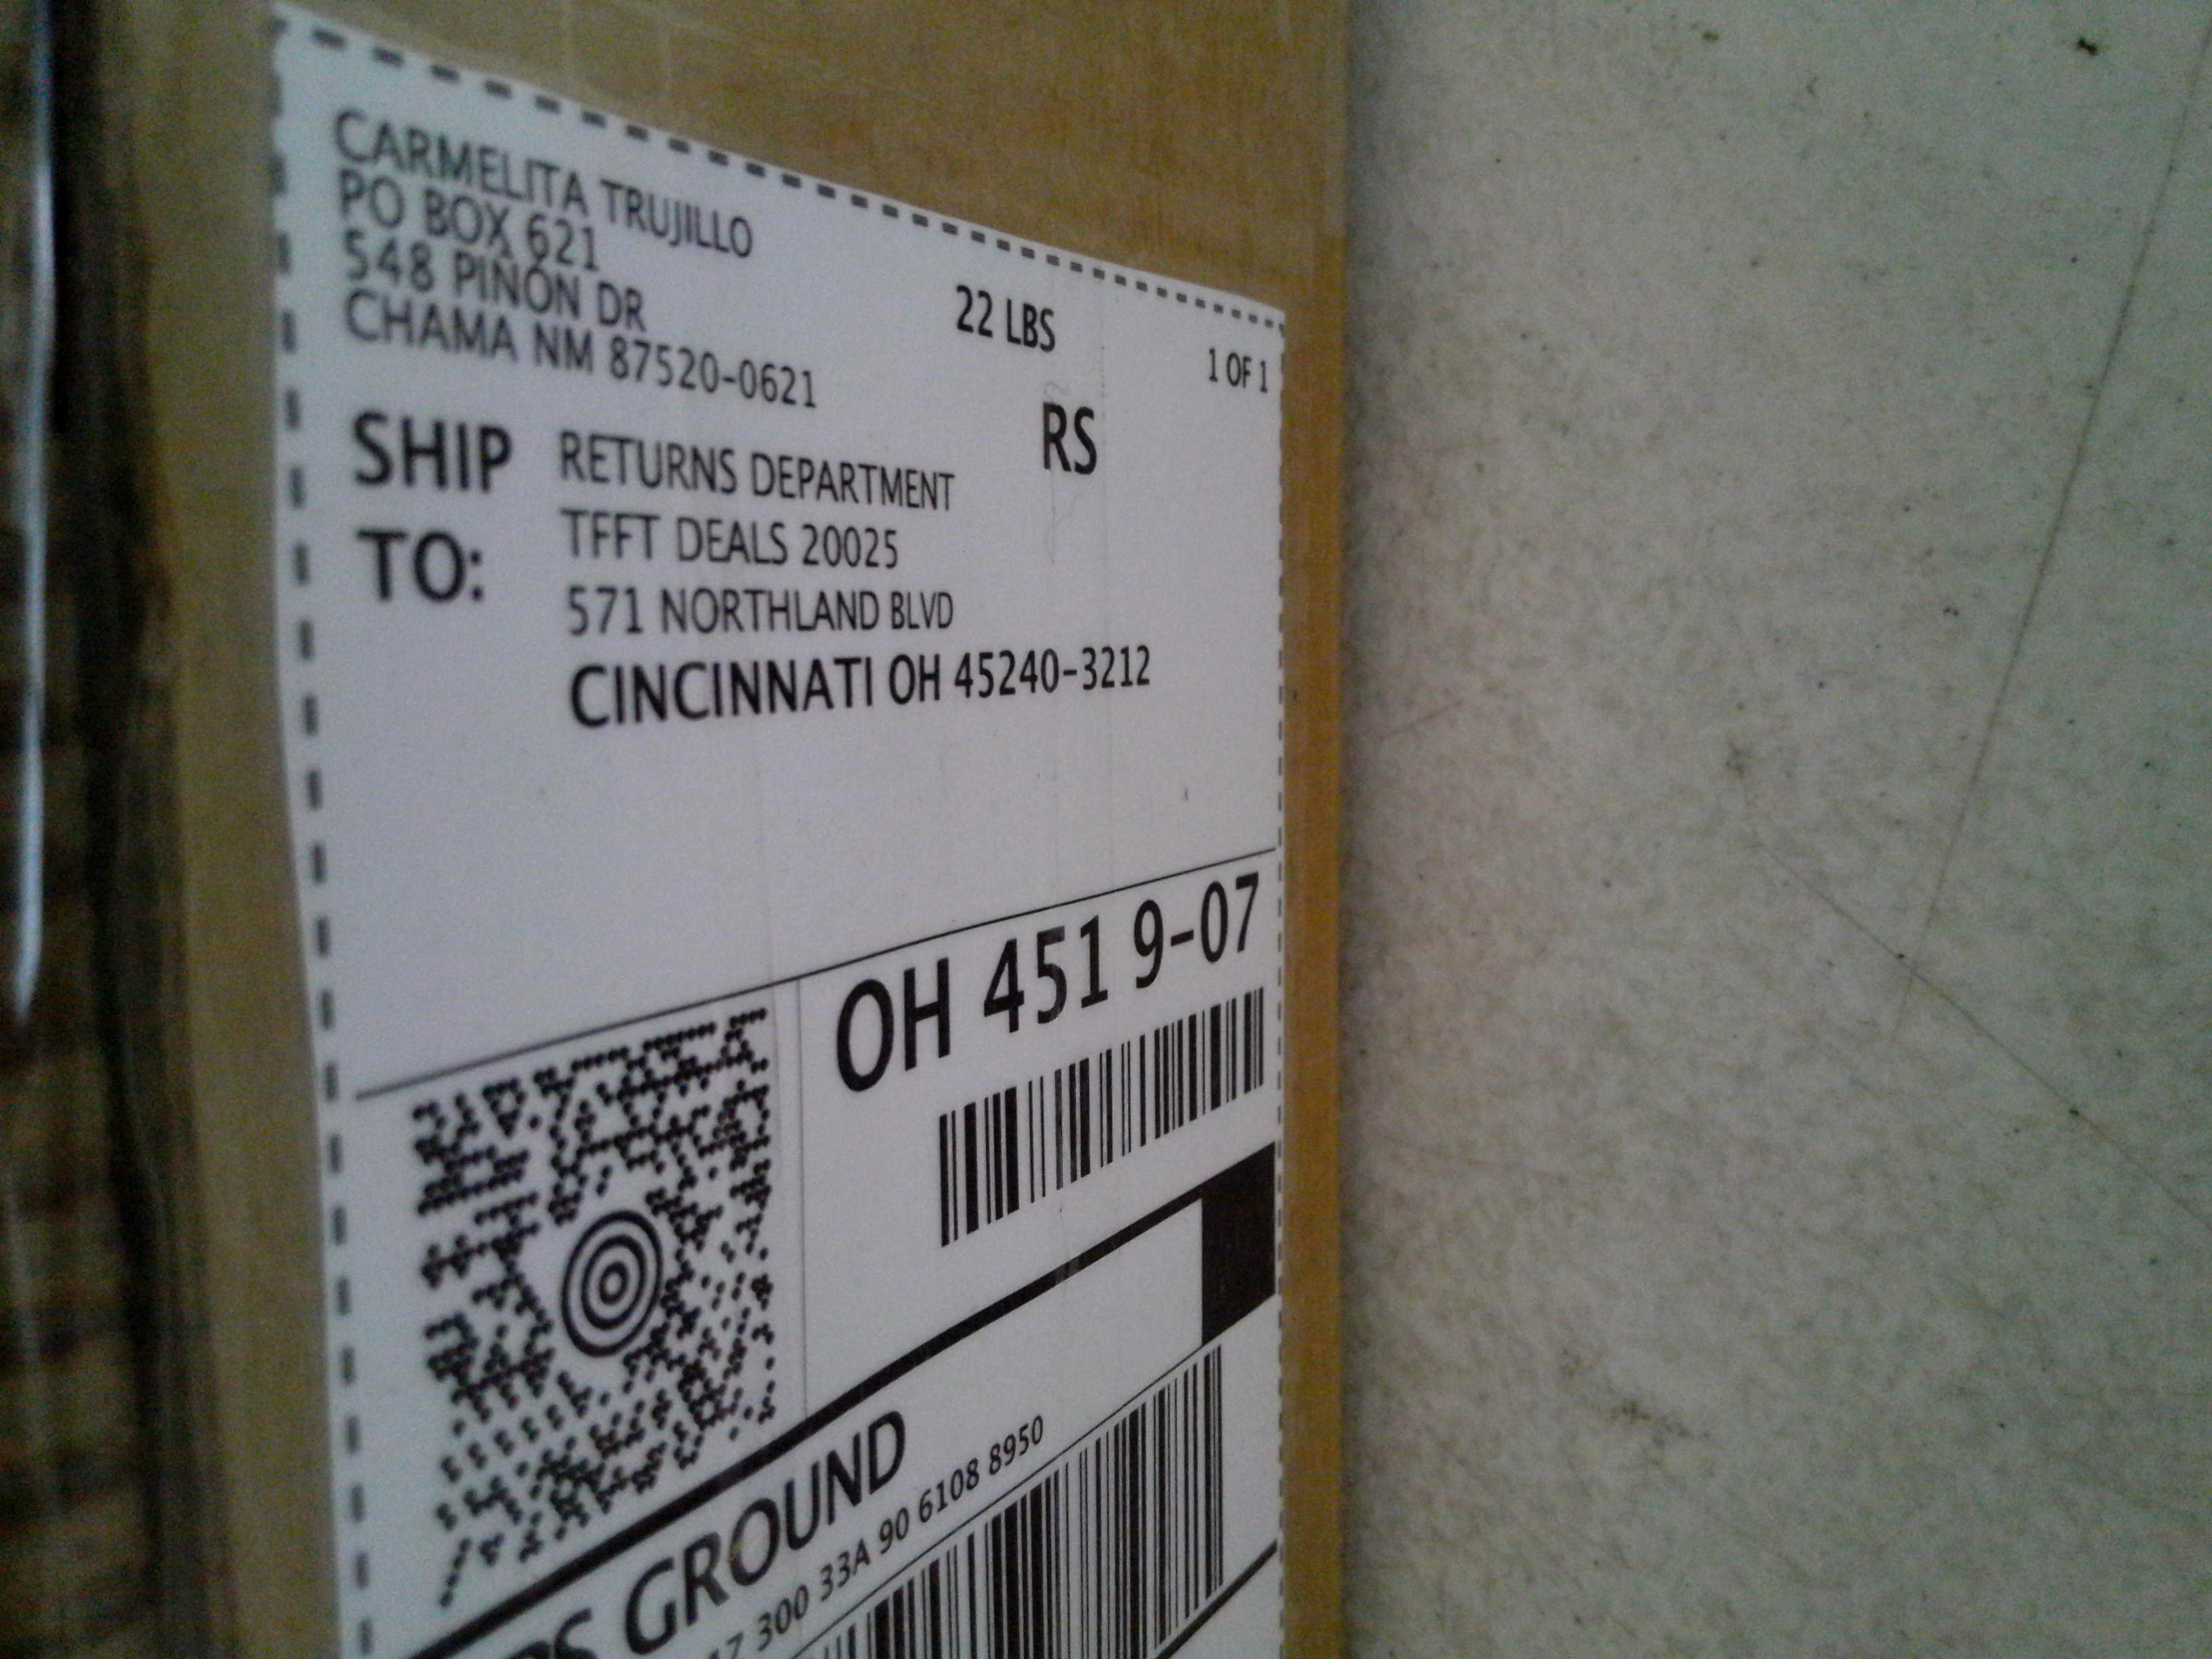 CARMELITA TRUJILLO
PO BOX 621
548 PIÑON DR
CHAMA NM 87520-0621
22 LBS
1 OF 1
RS
SHIP TO:
RETURNS DEPARTMENT
TFFT DEALS 20025
571 NORTHLAND BLVD
CINCINNATI OH 45240-3212
OH 451 9-07
GROUND
300 33A 90 6108 8950